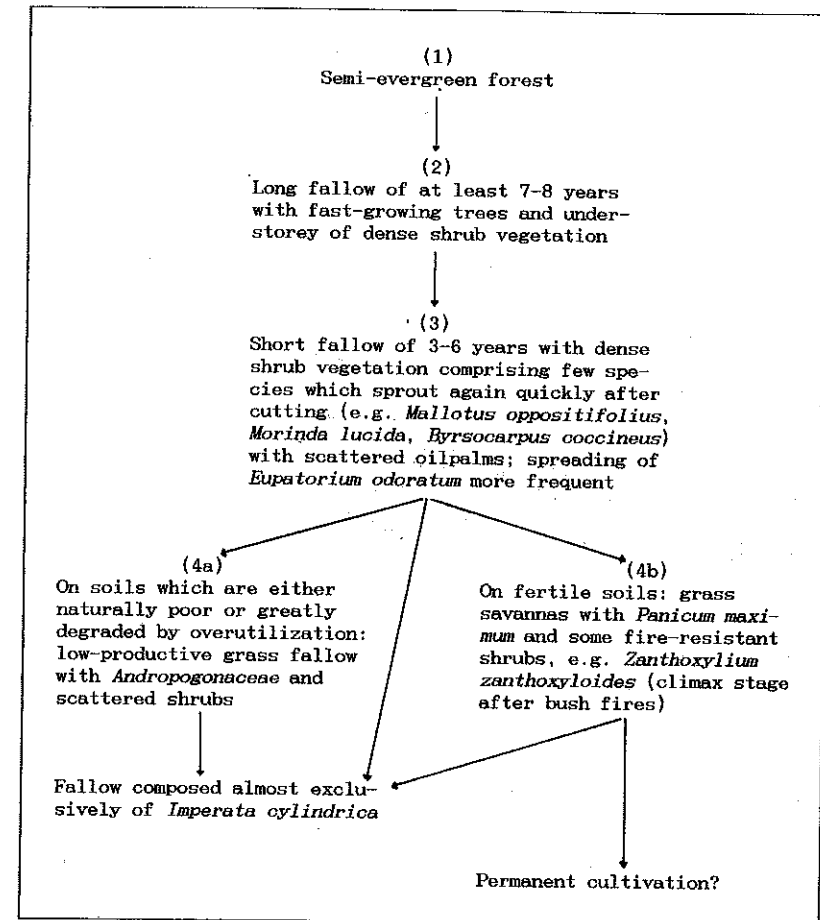 (1)
Semi-evergreen forest
(2)
Long fallow of at least 7-8 years
with fast-growing trees and under-
storey of dense shrub vegetation
(3)
Short fallow of 3-6 years with dense
shrub vegetation comprising few spe-
cies which sprout again quickly after
cutting (e.g. Mallotus oppositifolius,
Morinda lucida, Byrsocarpus coccineus)
with scattered oilpalms; spreading of
Eupatorium odoratum more frequent
(4a)
On soils which are either
naturally poor or greatly
degraded by overutilization:
low-productive grass fallow
with Andropogonaceae and
scattered shrubs
(4b)
On fertile soils: grass
savannas with Panicum maxi-
mum and some fire-resistant
shrubs, e.g. Zanthoxylium
zanthoxyloides (climax stage
after bush fires)
Fallow composed almost exclu-
sively of Imperata cylindrica
Permanent cultivation?